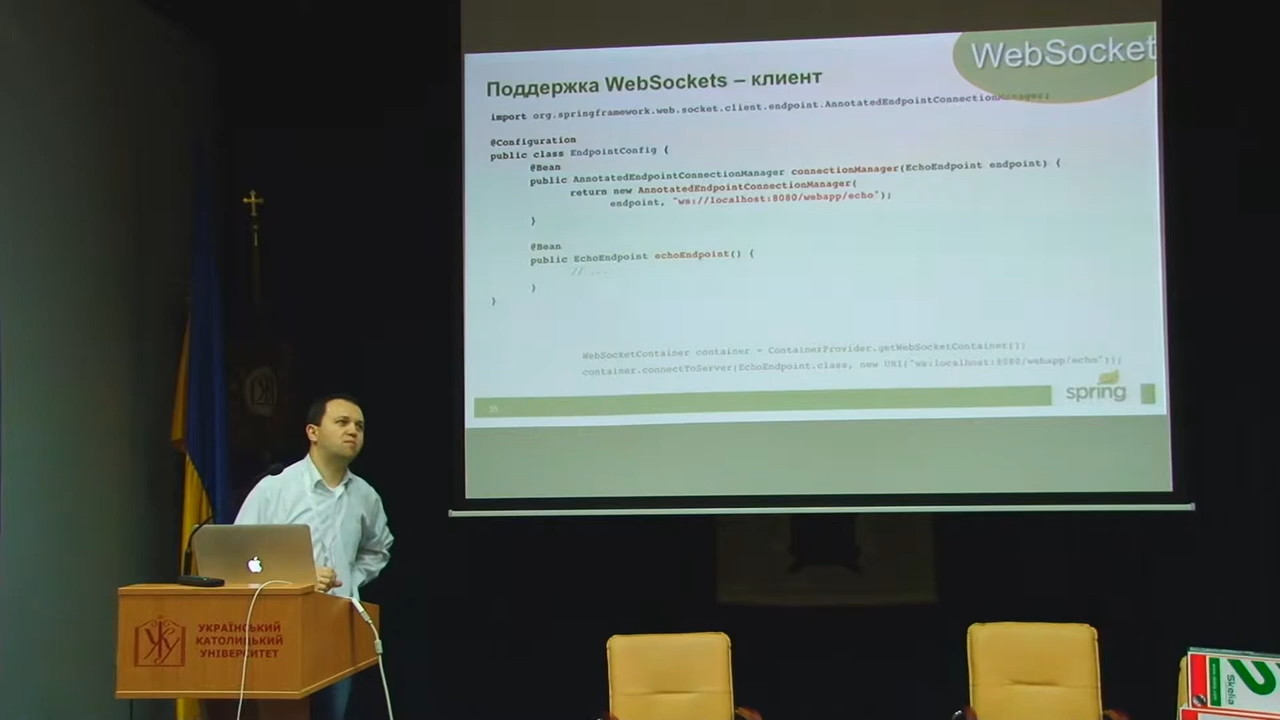 WebSocket
Поддержка WebSockets – клиент
import org.springframework.web.socket.client.endpoint.AnnotatedEndpointConnectionManager;
@Configuration
public class EndpointConfig {
@Bean
public AnnotatedEndpointConnectionManager connectionManager(EchoEndpoint endpoint) {
return new AnnotatedEndpointConnectionManager(
endpoint, "ws://localhost:8080/webapp/echo");
}
@Bean
public EchoEndpoint echoEndpoint() {
// ...
}
}
WebSocketContainer container = ContainerProvider.getWebSocketContainer();
container.connectToServer(EchoEndpoint.class, new URI("ws:localhost:8080/webapp/echo"));
spring
УКРАЇНСЬКИЙ
КАТОЛИЦЬКИЙ
УНІВЕРСИТЕТ
2
Skelia